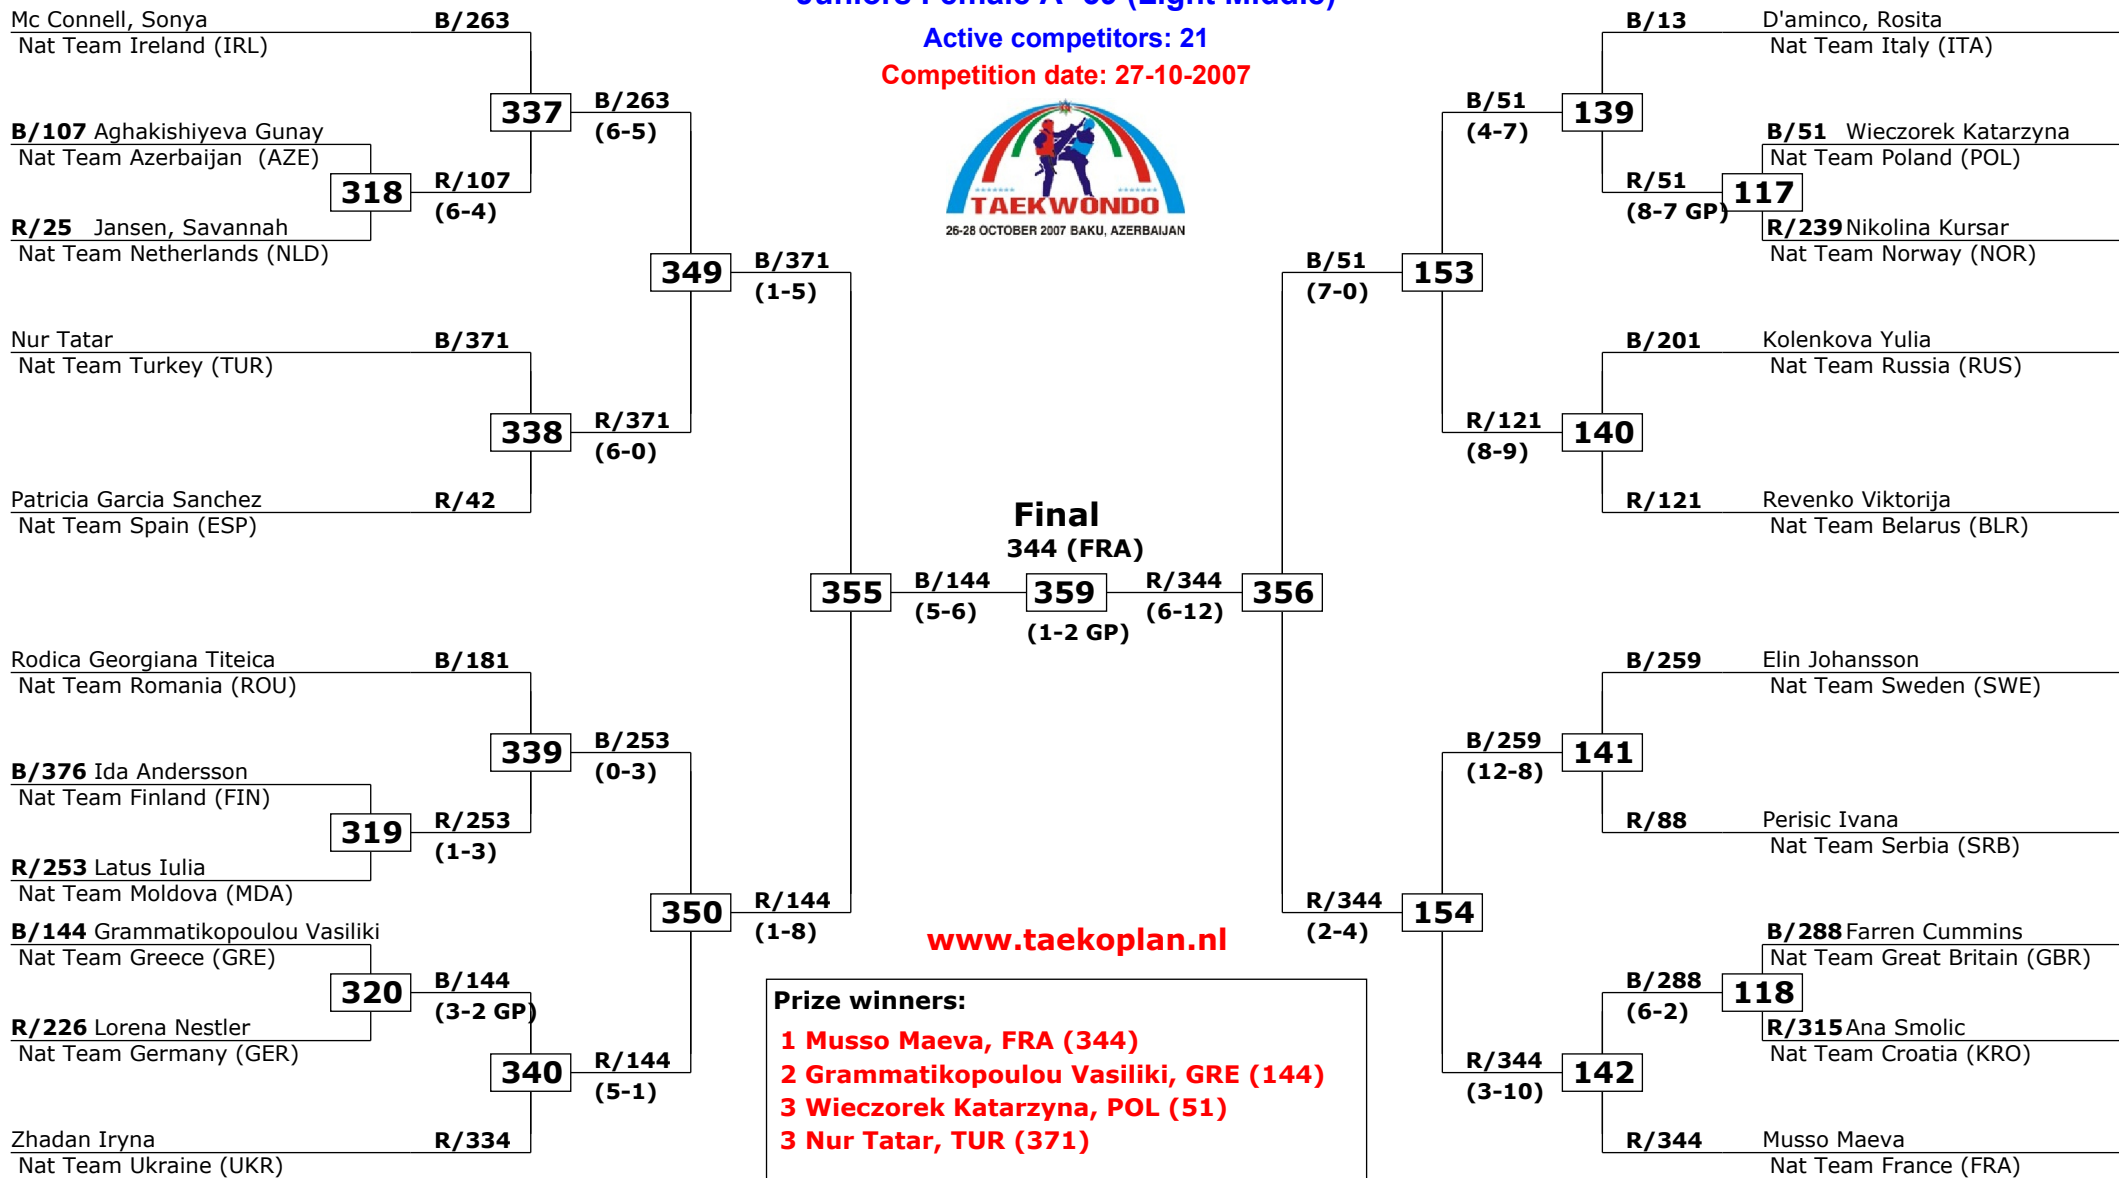 Juniors Female A -63 (Light Middle)
Active competitors: 21
Competition date: 27-10-2007
TAEKWONDO
26-28 OCTOBER 2007 BAKU, AZERBAIJAN
Mc Connell, Sonya B/263
Nat Team Ireland (IRL)
337
B/263
(6-5)
B/107 Aghakishiyeva Gunay
Nat Team Azerbaijan (AZE)
318
R/107
(6-4)
R/25 Jansen, Savannah
Nat Team Netherlands (NLD)
349
B/371
(1-5)
Nur Tatar B/371
Nat Team Turkey (TUR)
338
R/371
(6-0)
Patricia Garcia Sanchez R/42
Nat Team Spain (ESP)
355
B/144
(5-6)
Rodica Georgiana Titeica B/181
Nat Team Romania (ROU)
339
B/253
(0-3)
B/376 Ida Andersson
Nat Team Finland (FIN)
319
R/253
(1-3)
R/253 Latus Iulia
Nat Team Moldova (MDA)
350
R/144
(1-8)
B/144 Grammatikopoulou Vasiliki
Nat Team Greece (GRE)
320
B/144
(3-2 GP)
R/226 Lorena Nestler
Nat Team Germany (GER)
340
R/144
(5-1)
Zhadan Iryna R/334
Nat Team Ukraine (UKR)
Final
344 (FRA)
359
(1-2 GP)
R/344
(6-12)
356
B/13 D'aminco, Rosita
Nat Team Italy (ITA)
B/51
(4-7)
139
B/51 Wieczorek Katarzyna
Nat Team Poland (POL)
R/51
(8-7 GP)
117
R/239 Nikolina Kursar
Nat Team Norway (NOR)
B/51
(7-0)
153
B/201 Kolenkova Yulia
Nat Team Russia (RUS)
R/121
(8-9)
140
R/121 Revenko Viktorija
Nat Team Belarus (BLR)
B/259 Elin Johansson
Nat Team Sweden (SWE)
B/259
(12-8)
141
R/88 Perisic Ivana
Nat Team Serbia (SRB)
R/344
(2-4)
154
B/288 Farren Cummins
Nat Team Great Britain (GBR)
B/288
(6-2)
118
R/315 Ana Smolic
Nat Team Croatia (KRO)
R/344
(3-10)
142
R/344 Musso Maeva
Nat Team France (FRA)
www.taekoplan.nl
Prize winners:
1 Musso Maeva, FRA (344)
2 Grammatikopoulou Vasiliki, GRE (144)
3 Wieczorek Katarzyna, POL (51)
3 Nur Tatar, TUR (371)